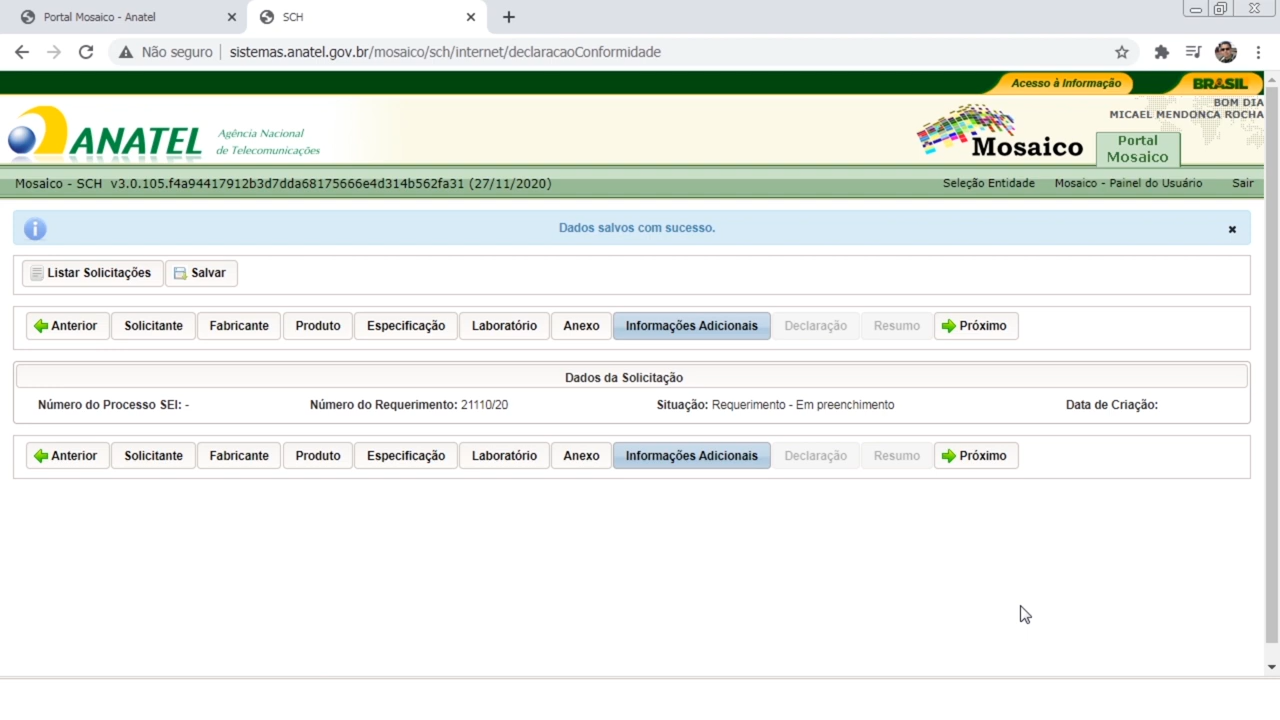 Portal Mosaico - Anatel
SCH
Não seguro | sistemas.anatel.gov.br/mosaico/sch/internet/declaracaoConformidade
Acesso à Informação
BRASIL
ANATEL
Agência Nacional
de Telecomunicações
Mosaico
BOM DIA
MICAEL MENDONCA ROCHA
Portal
Mosaico
Mosaico - SCH v3.0.105.f4a94417912b3d7dda68175666e4d314b562fa31 (27/11/2020)
Seleção Entidade Mosaico - Painel do Usuário Sair
Dados salvos com sucesso.
Listar Solicitações Salvar
Anterior Solicitante Fabricante Produto Especificação Laboratório Anexo Informações Adicionais Declaração Resumo Próximo
Dados da Solicitação
Número do Processo SEI: - Número do Requerimento: 21110/20 Situação: Requerimento - Em preenchimento Data de Criação:
Anterior Solicitante Fabricante Produto Especificação Laboratório Anexo Informações Adicionais Declaração Resumo Próximo